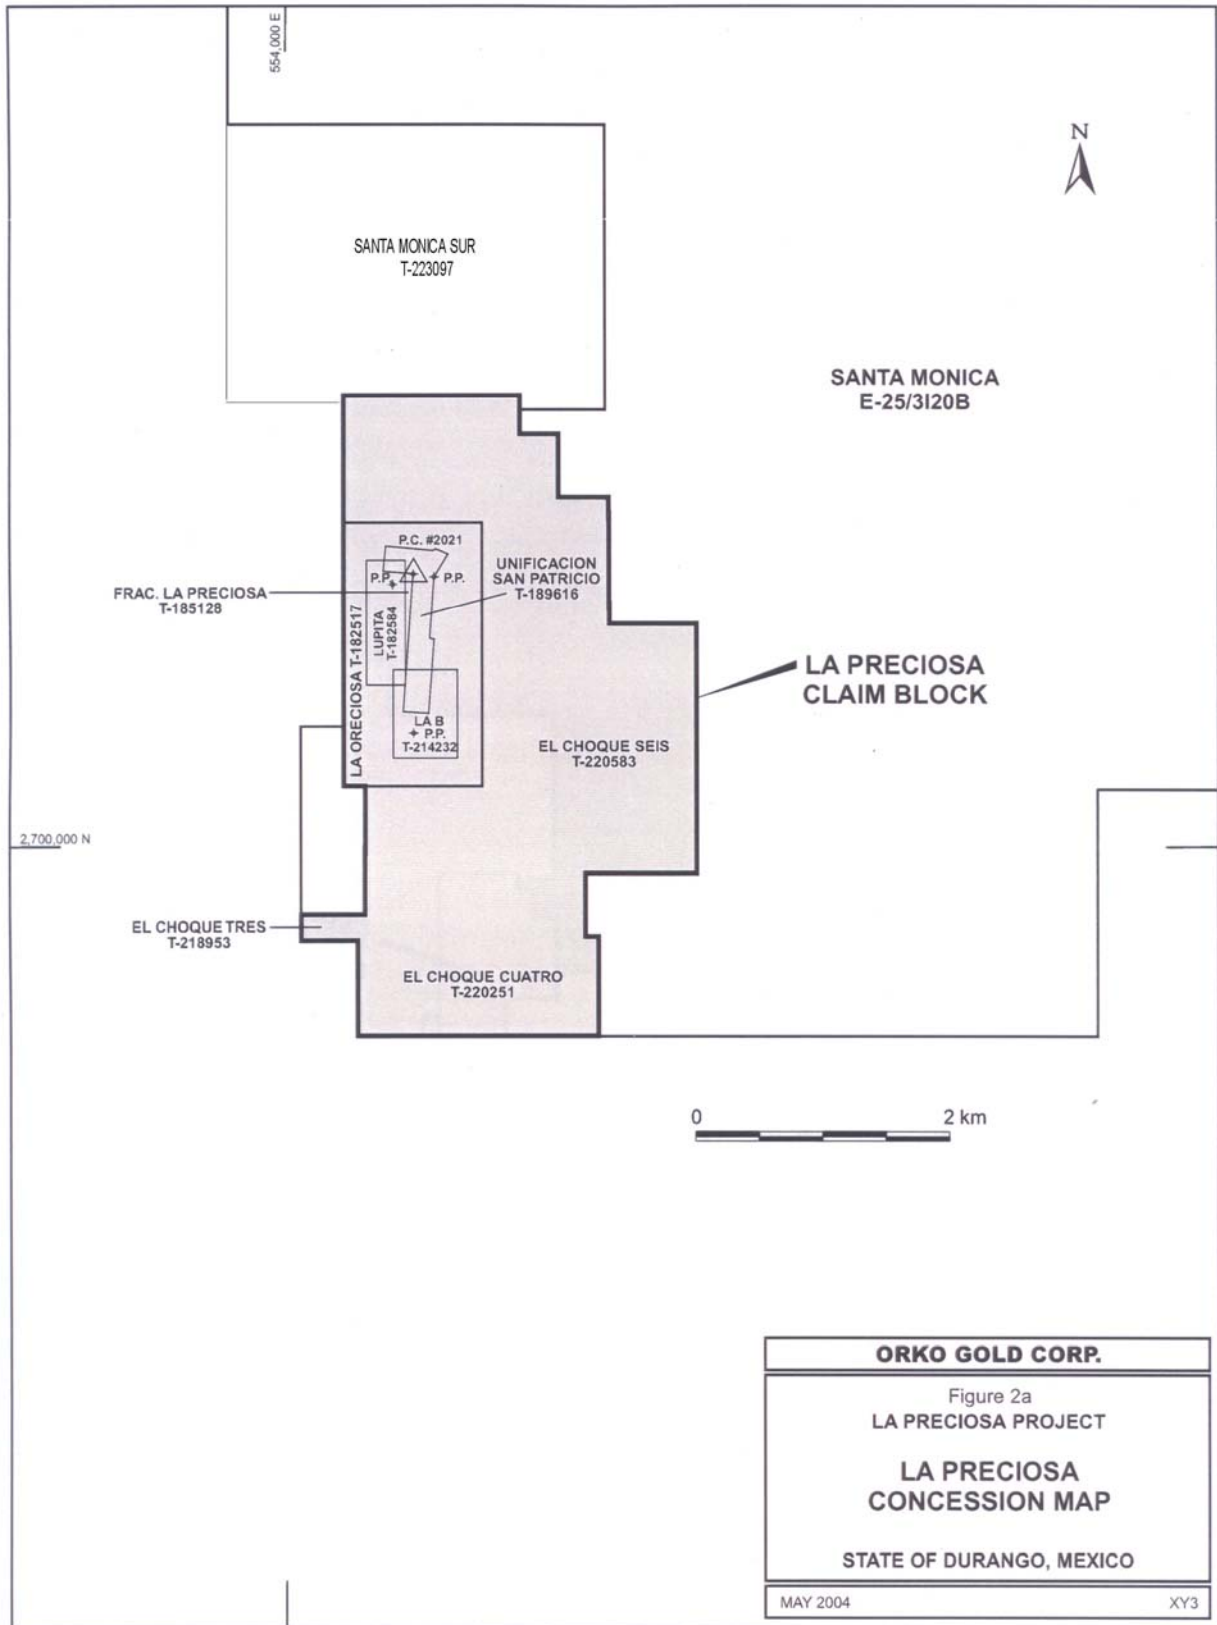 554,000 E
N
SANTA MONICA SUR
T-223097
SANTA MONICA
E-25/3I20B
P.C. #2021
P.P.
P.P.
UNIFICACION
SAN PATRICIO
T-189616
FRAC. LA PRECIOSA
T-185128
LUPITA
T-182584
LA ORECIOSA T-182517
LA PRECIOSA
CLAIM BLOCK
LA B
P.P.
T-214232
EL CHOQUE SEIS
T-220583
2,700,000 N
EL CHOQUE TRES
T-218953
EL CHOQUE CUATRO
T-220251
0 2 km
ORKO GOLD CORP.
Figure 2a
LA PRECIOSA PROJECT
LA PRECIOSA
CONCESSION MAP
STATE OF DURANGO, MEXICO
MAY 2004 XY3